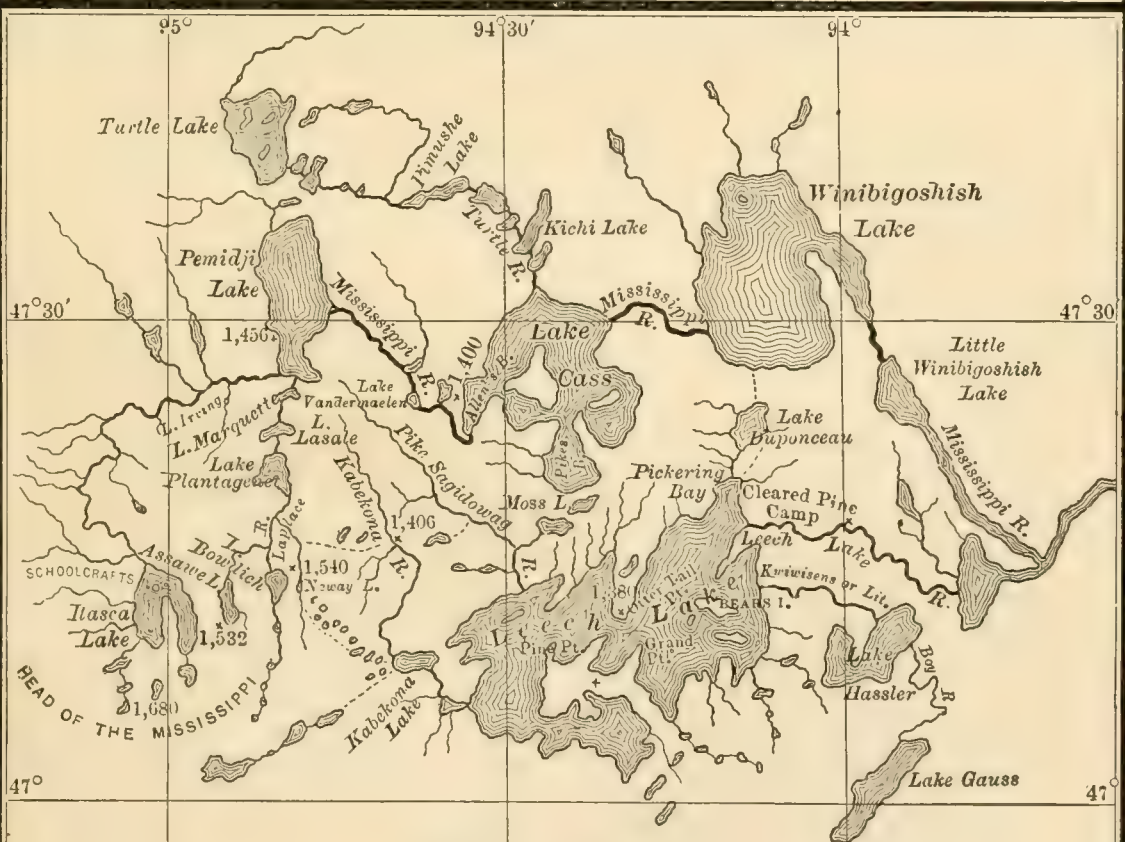 95°
94°30'
94°
Turtle Lake
Pimushe
Lake
Winibigoshish
Lake
Turtle R.
Kichi Lake
Pemidji
Lake
Mississippi
R.
Mississippi
R.
47°30'
47°30
1,456
Lake
Cass
1,400
Allen's B.
Little
Winibigoshish
Lake
Lake
Vandermaelen
L. Irving
L. Marquette
L.
Lasale
Lake
Duponceau
Pikes
Mississippi R.
Pike
Sagidowag
R.
Kabekona
R.
Lake
Plantagenet
Pickering
Bay
Cleared Pine
Camp
Moss L.
1,406
Laplace
R.
Leech
Lake
R.
Assawe L.
L.
Bowditch
1,540
Naway L.
SCHOOLCRAFTS I.
Kwiwisens or Lit.
Boy
R.
Itasca
Lake
1,532
Otter Tail
Pt.
Leech
Lake
BEARS I.
Pine Pt.
Grand
Pt.
Lake
Hassler
1,680
HEAD OF THE MISSISSIPPI
Kabekona
Lake
Lake Gauss
47°
47°